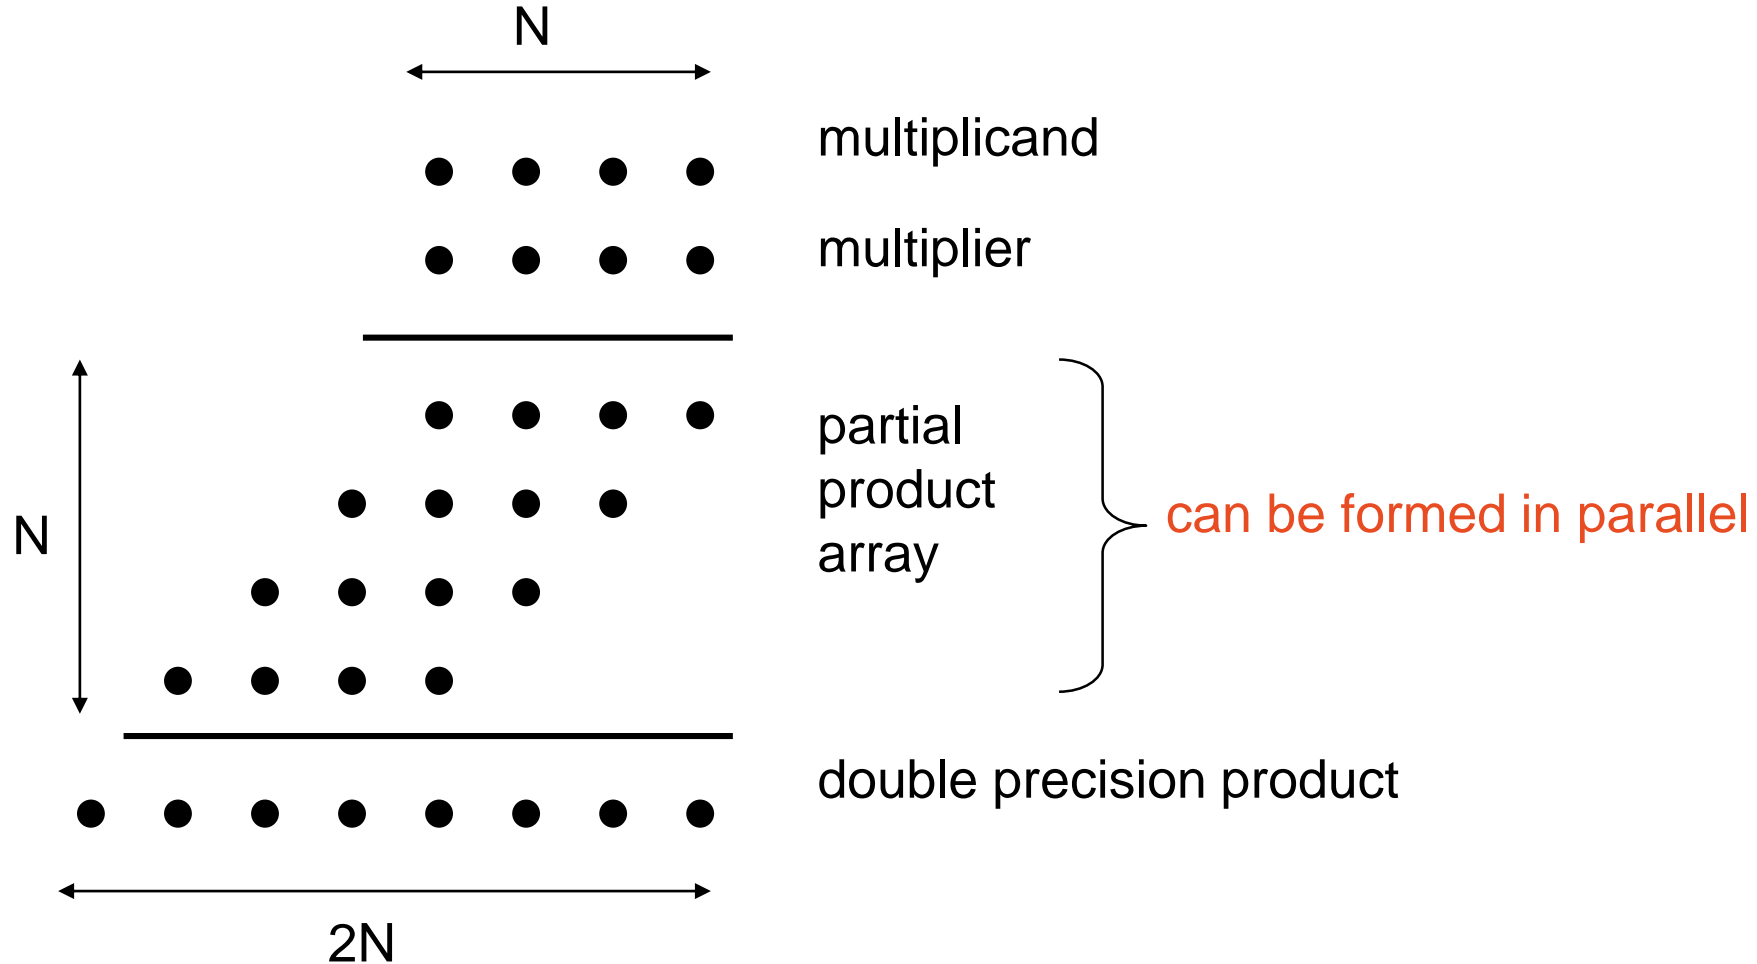 N
multiplicand
multiplier
N
partial
product
array
can be formed in parallel
double precision product
2N